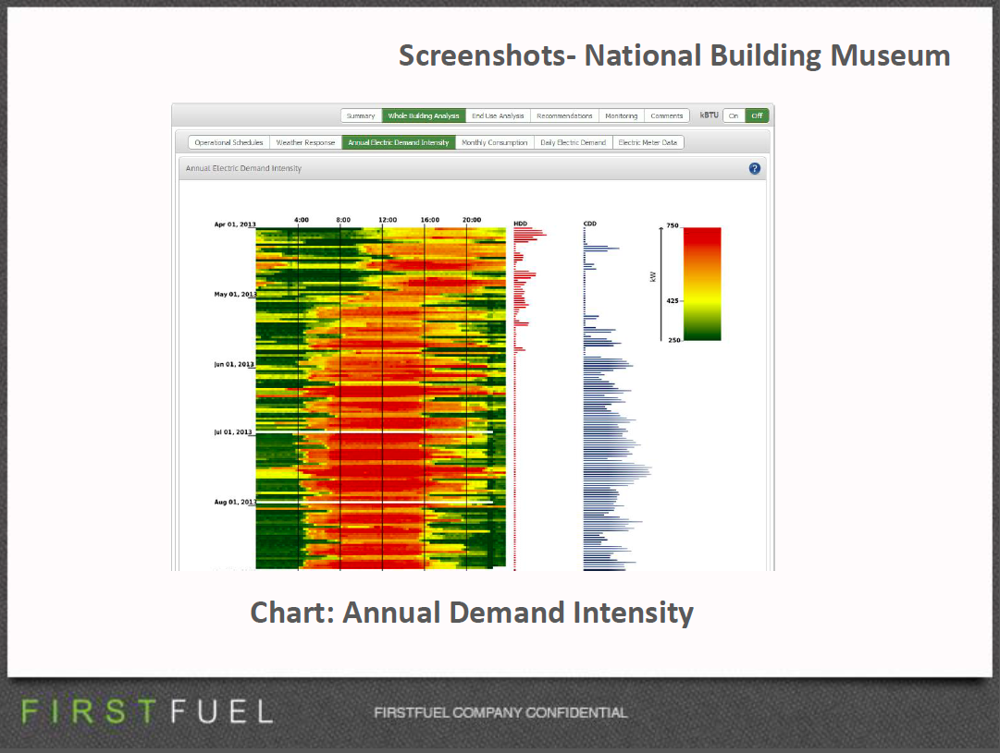 Screenshots- National Building Museum
Summary Whole Building Analysis End Use Analysis Recommendations Monitoring Comments kBTU On Off
Operational Schedules Weather Response Annual Electric Demand Intensity Monthly Consumption Daily Electric Demand Electric Meter Data
Annual Electric Demand Intensity ?
4:00 8:00 12:00 16:00 20:00 HDD CDD
Apr 01, 2013
May 01, 2013
Jun 01, 2013
Jul 01, 2013
Aug 01, 2013
750
kW
425
250
Chart: Annual Demand Intensity
FIRSTFUEL
FIRSTFUEL COMPANY CONFIDENTIAL